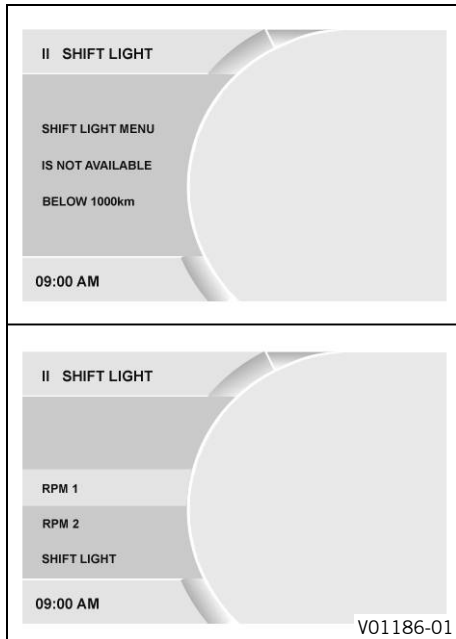 II SHIFT LIGHT
SHIFT LIGHT MENU
IS NOT AVAILABLE
BELOW 1000km
09:00 AM
II SHIFT LIGHT
RPM 1
RPM 2
SHIFT LIGHT
09:00 AM
V01186-01